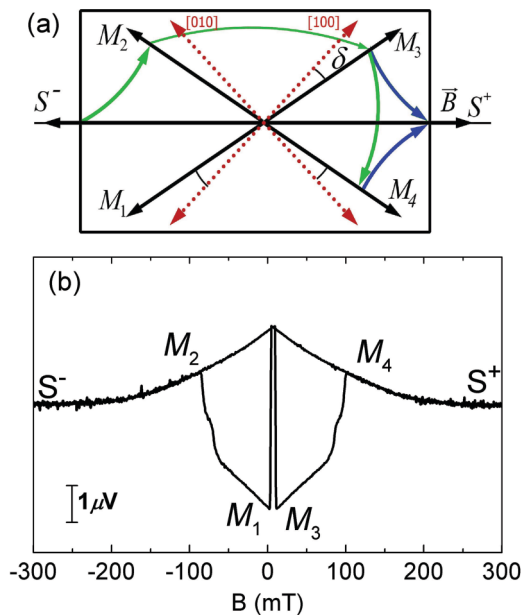 (a)
[010] [100]
M₂ δ M₃
S⁻ B⃗ S⁺
M₁ M₄
(b)
M₂ M₄
S⁻ S⁺
1μV
M₁ M₃
-300 -200 -100 0 100 200 300
B (mT)